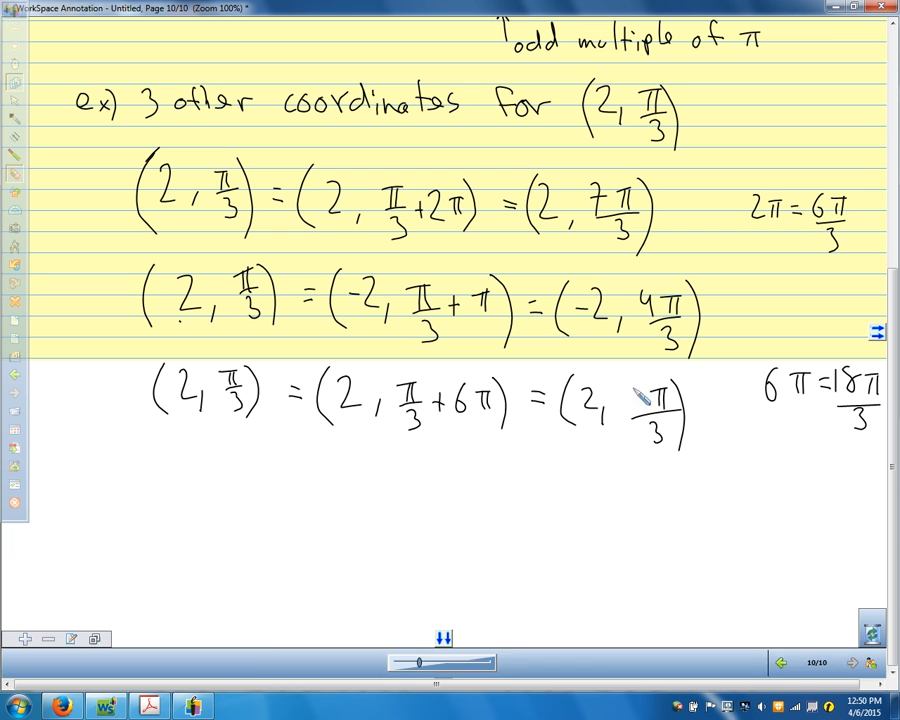 WorkSpace Annotation - Untitled, Page 10/10 (Zoom 100%) *
↑ odd multiple of π
ex) 3 other coordinates for (2, π/3)
(2, π/3) = (2, π/3 + 2π) = (2, 7π/3) 2π = 6π/3
(2, π/3) = (-2, π/3 + π) = (-2, 4π/3)
(2, π/3) = (2, π/3 + 6π) = (2, π/3) 6π = 18π/3
10/10
12:50 PM
4/6/2015